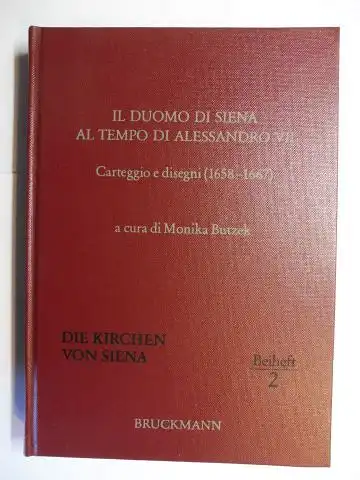 IL DUOMO DI SIENA
AL TEMPO DI ALESSANDRO VII
Carteggio e disegni (1658–1667)
a cura di Monika Butzek
DIE KIRCHEN
VON SIENA
Beiheft
2
BRUCKMANN